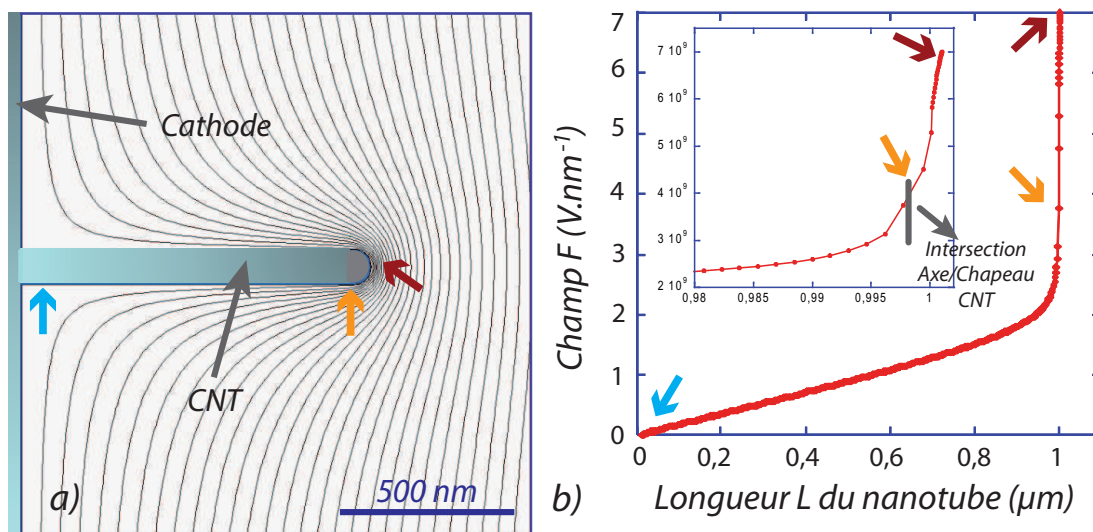 Cathode
CNT
500 nm
a)
Champ F (V.nm⁻¹)
7
6
5
4
3
2
1
0
7 10⁹
6 10⁹
5 10⁹
4 10⁹
3 10⁹
2 10⁹
0,98
0,985
0,99
0,995
1
Intersection
Axe/Chapeau
CNT
0
0,2
0,4
0,6
0,8
1
b)
Longueur L du nanotube (µm)